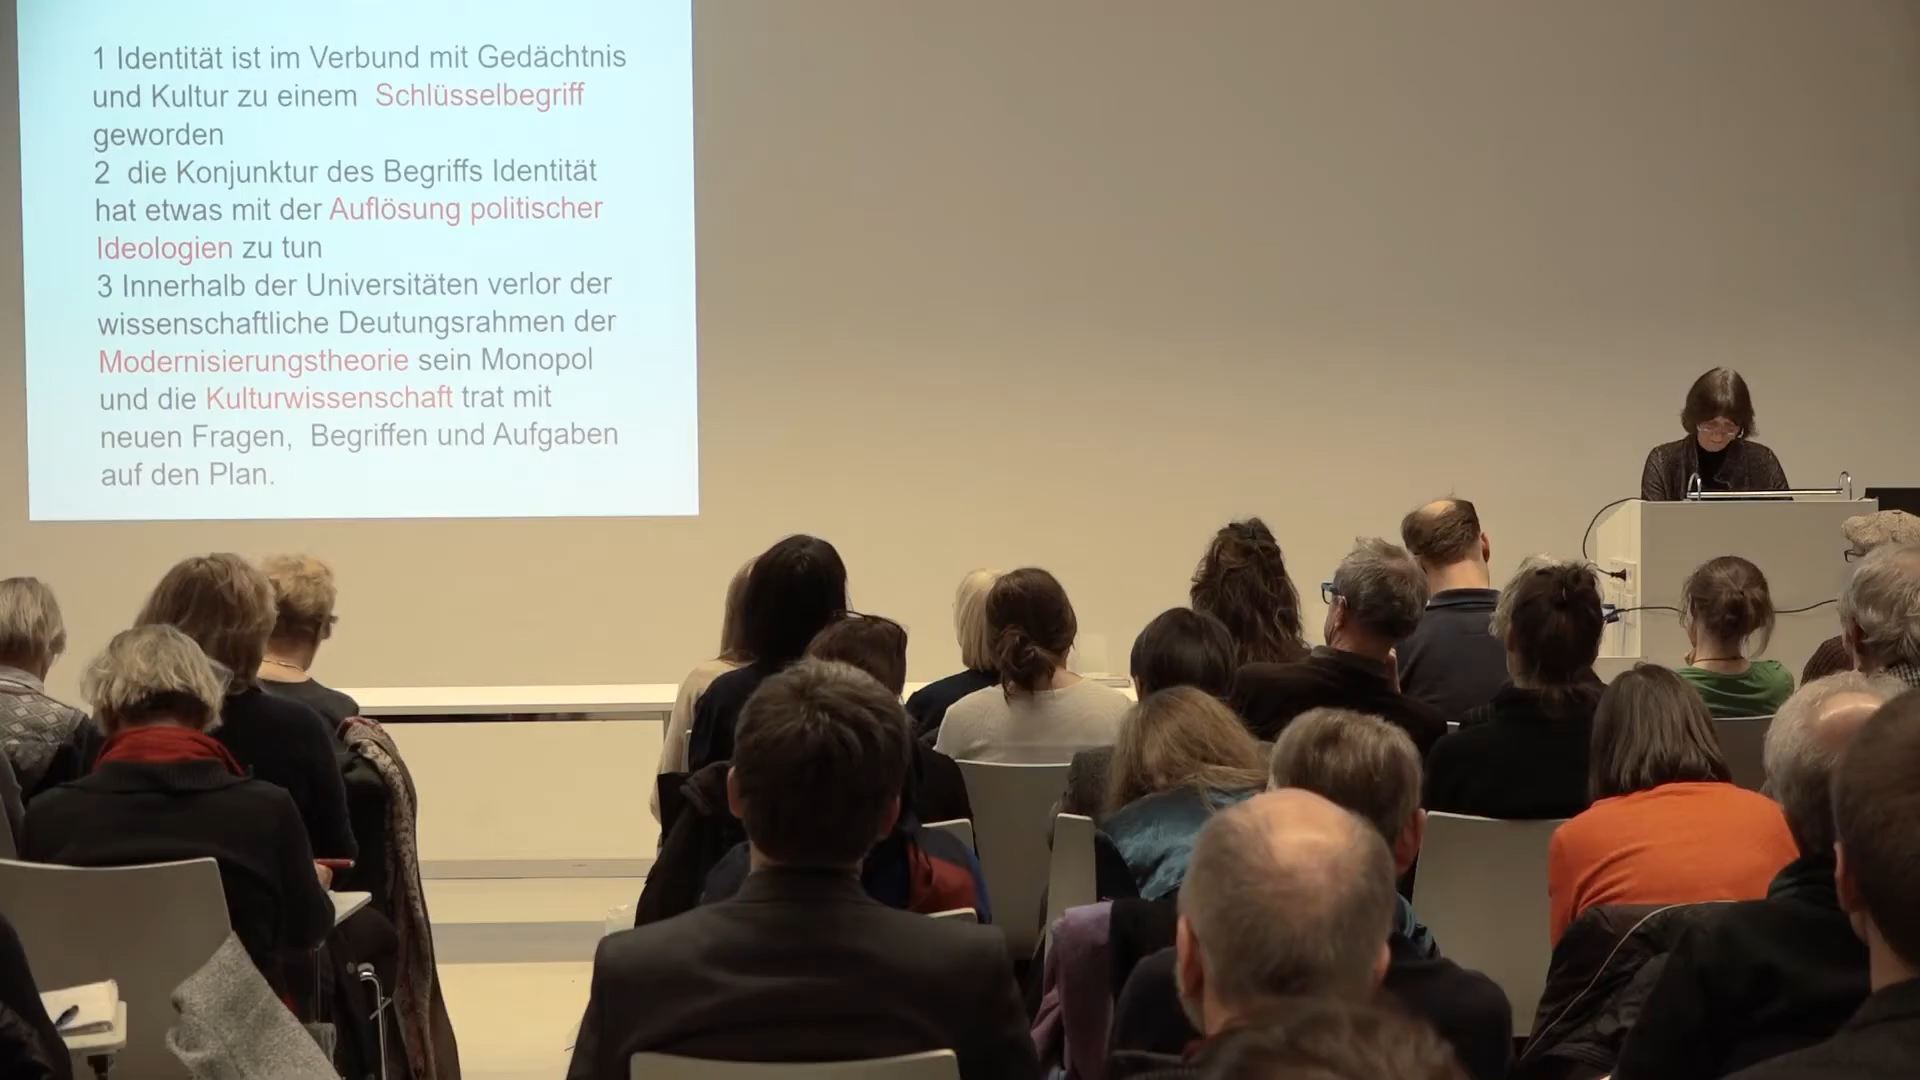 1 Identität ist im Verbund mit Gedächtnis
und Kultur zu einem Schlüsselbegriff
geworden
2 die Konjunktur des Begriffs Identität
hat etwas mit der Auflösung politischer
Ideologien zu tun
3 Innerhalb der Universitäten verlor der
wissenschaftliche Deutungsrahmen der
Modernisierungstheorie sein Monopol
und die Kulturwissenschaft trat mit
neuen Fragen, Begriffen und Aufgaben
auf den Plan.